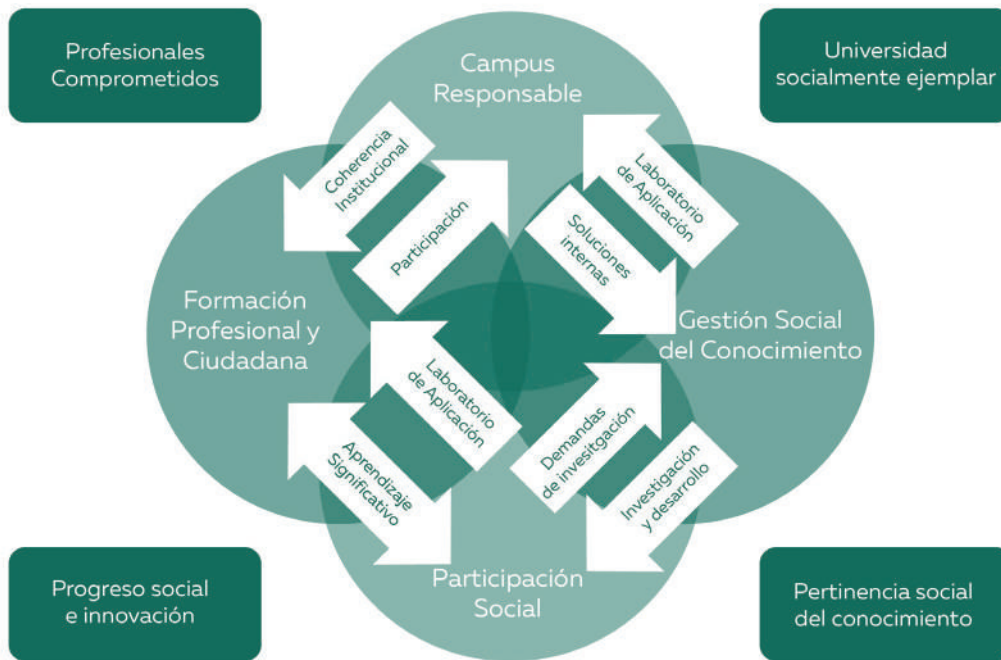 Profesionales
Comprometidos
Campus
Responsable
Universidad
socialmente ejemplar
Coherencia
Institucional
Participación
Laboratorio
de Aplicación
Soluciones
internas
Formación
Profesional y
Ciudadana
Gestión Social
del Conocimiento
Laboratorio
de Aplicación
Aprendizaje
Significativo
Demandas
de invesitgación
Investigación
y desarrollo
Participación
Social
Progreso social
e innovación
Pertinencia social
del conocimiento